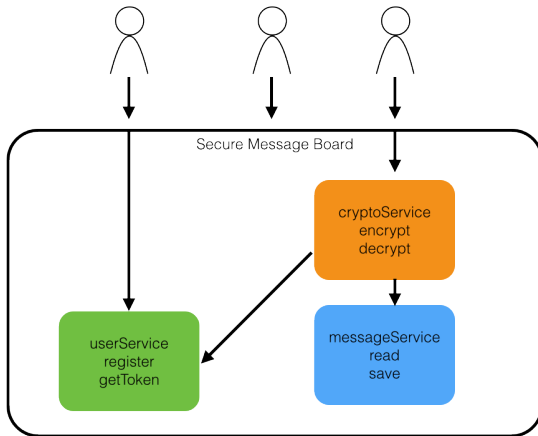 Secure Message Board
cryptoService
encrypt
decrypt
userService
register
getToken
messageService
read
save